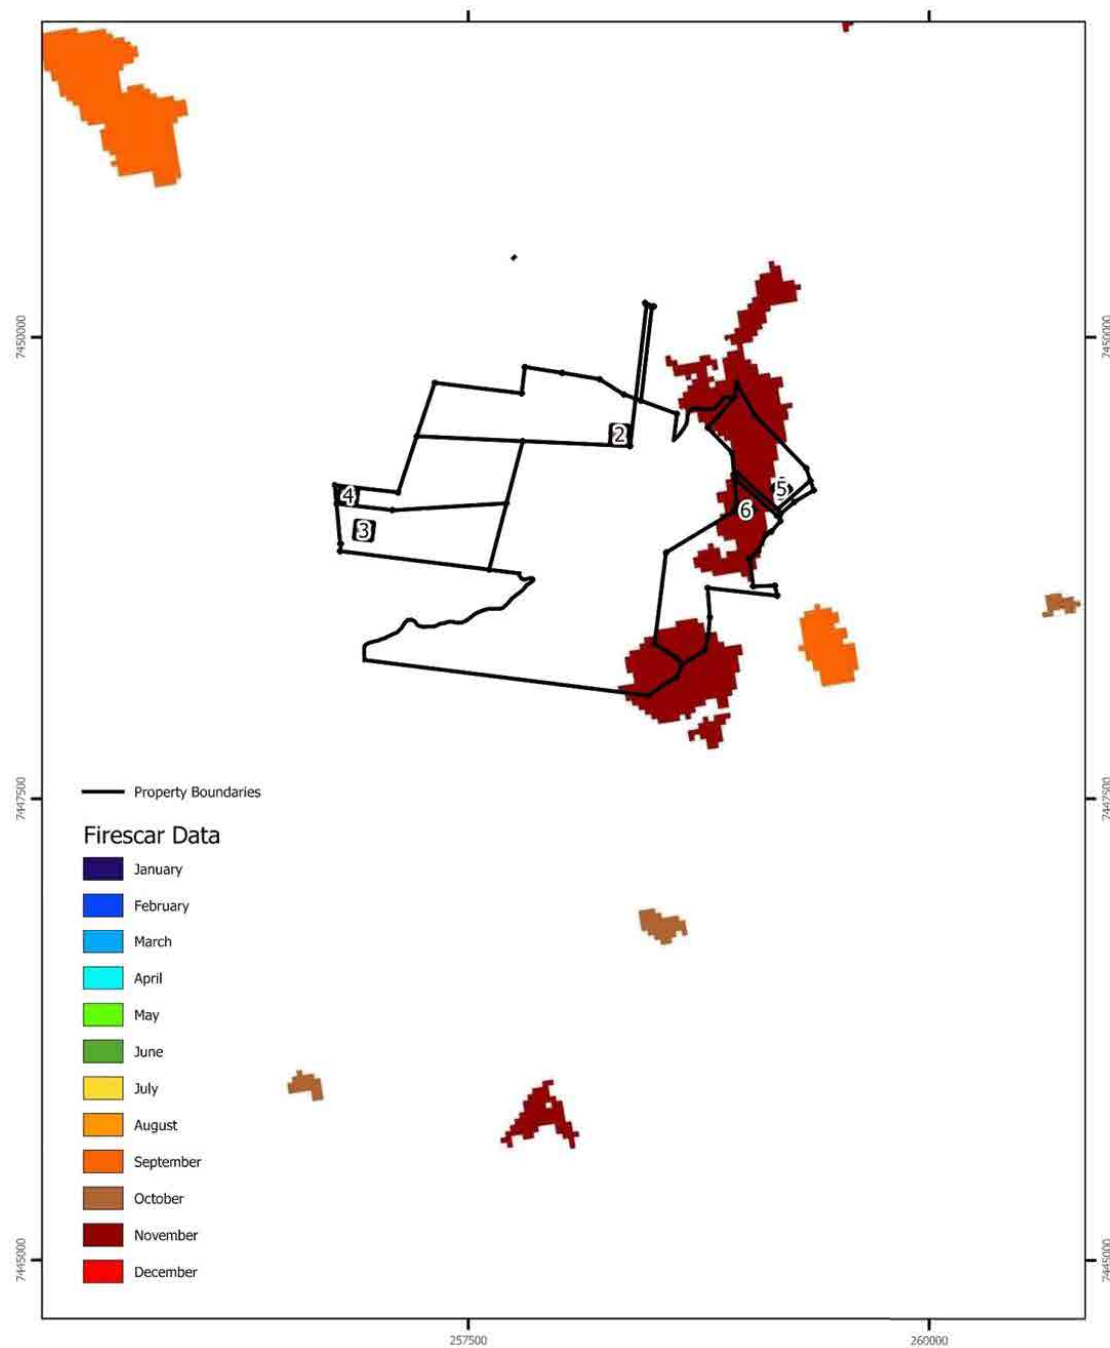 7450000
7450000
2
5
4
6
3
7447500
7447500
Property Boundaries
Firescar Data
January
February
March
April
May
June
July
August
September
October
November
December
7445000
7445000
257500
260000